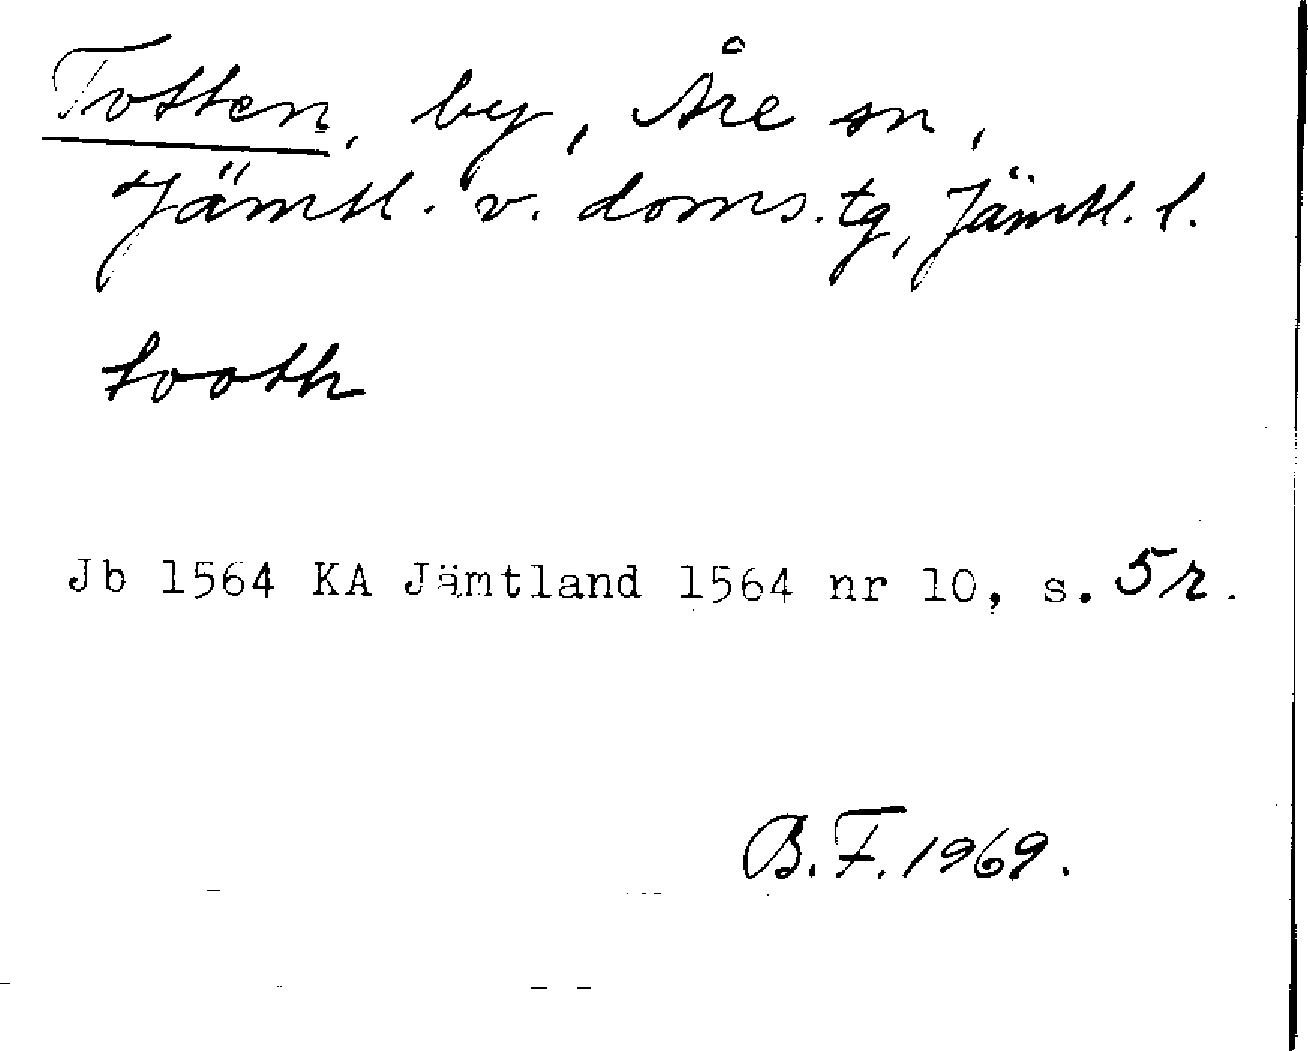 Totten, by, Åre sn,
Jämtl. v. doms.tg, Jämtl. l.
tooth
Jb 1564 KA Jämtland 1564 nr 10, s. 5r.
B.F. 1969.